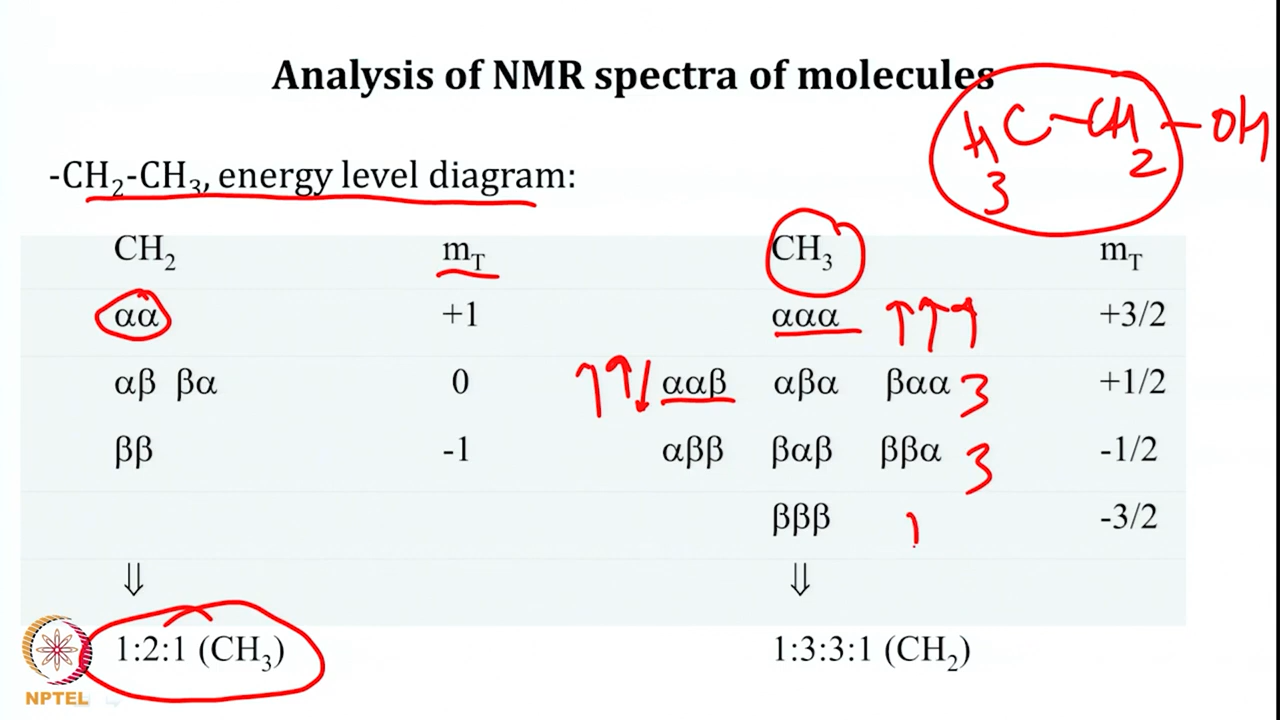 Analysis of NMR spectra of molecules
H₃C-CH₂-OH
-CH₂-CH₃, energy level diagram:
CH₂ m_T CH₃ m_T
αα +1 ααα ↑↑↑ +3/2
αβ βα 0 ↑↑↓ ααβ αβα βαα 3 +1/2
ββ -1 αββ βαβ ββα 3 -1/2
βββ 1 -3/2
⇓ ⇓
1:2:1 (CH₃) 1:3:3:1 (CH₂)
NPTEL